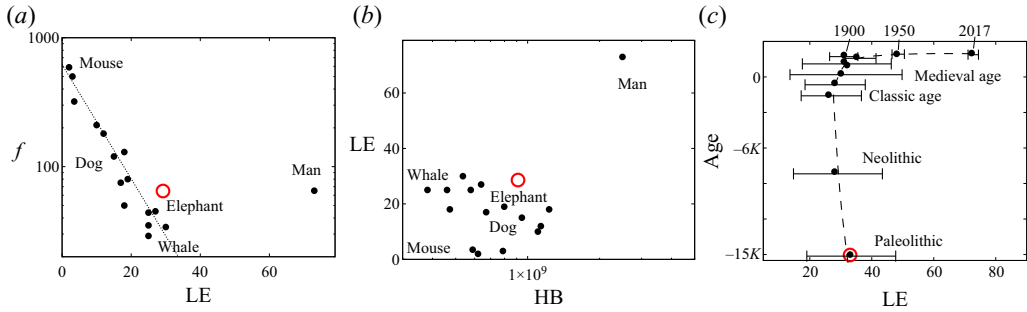 (a)
1000
100
f
Mouse
Dog
Elephant
Whale
Man
0
20
40
60
80
LE
(b)
80
60
40
20
0
LE
Man
Whale
Elephant
Dog
Mouse
1×10⁹
HB
(c)
1900
1950
2017
0
−6K
−15K
Age
Medieval age
Classic age
Neolithic
Paleolithic
20
40
60
80
LE